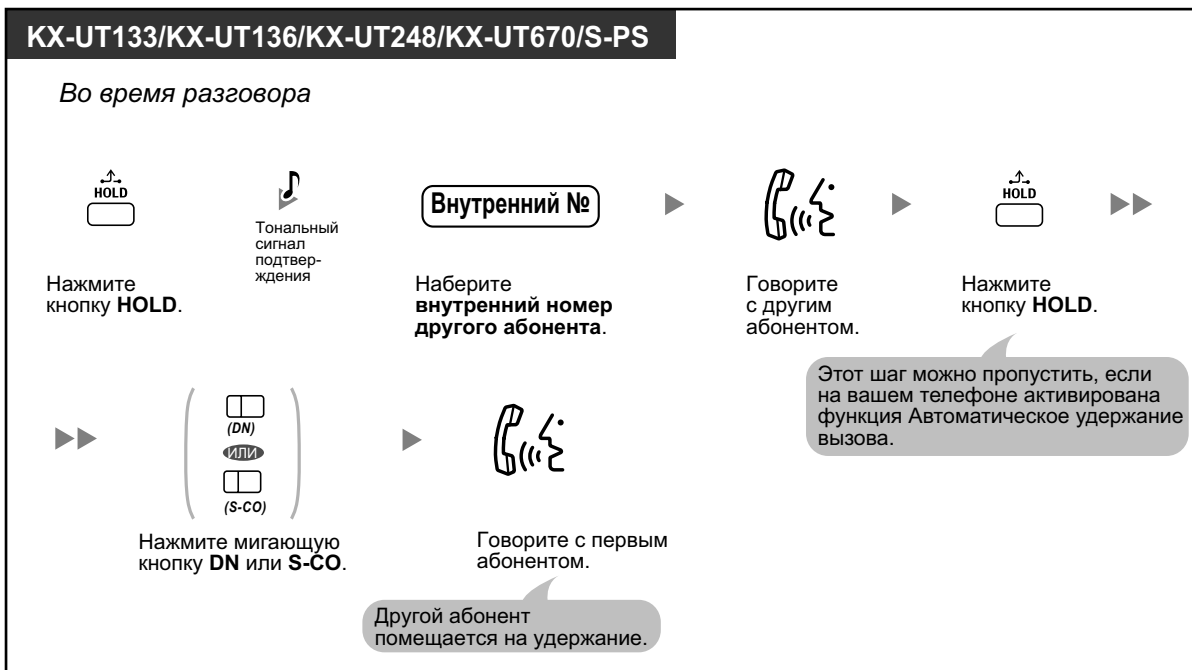 KX-UT133/KX-UT136/KX-UT248/KX-UT670/S-PS
Во время разговора
HOLD
Нажмите
кнопку HOLD.
Тональный
сигнал
подтвер-
ждения
Внутренний №
Наберите
внутренний номер
другого абонента.
Говорите
с другим
абонентом.
HOLD
Нажмите
кнопку HOLD.
Этот шаг можно пропустить, если
на вашем телефоне активирована
функция Автоматическое удержание
вызова.
(DN)
ИЛИ
(S-CO)
Нажмите мигающую
кнопку DN или S-CO.
Говорите с первым
абонентом.
Другой абонент
помещается на удержание.